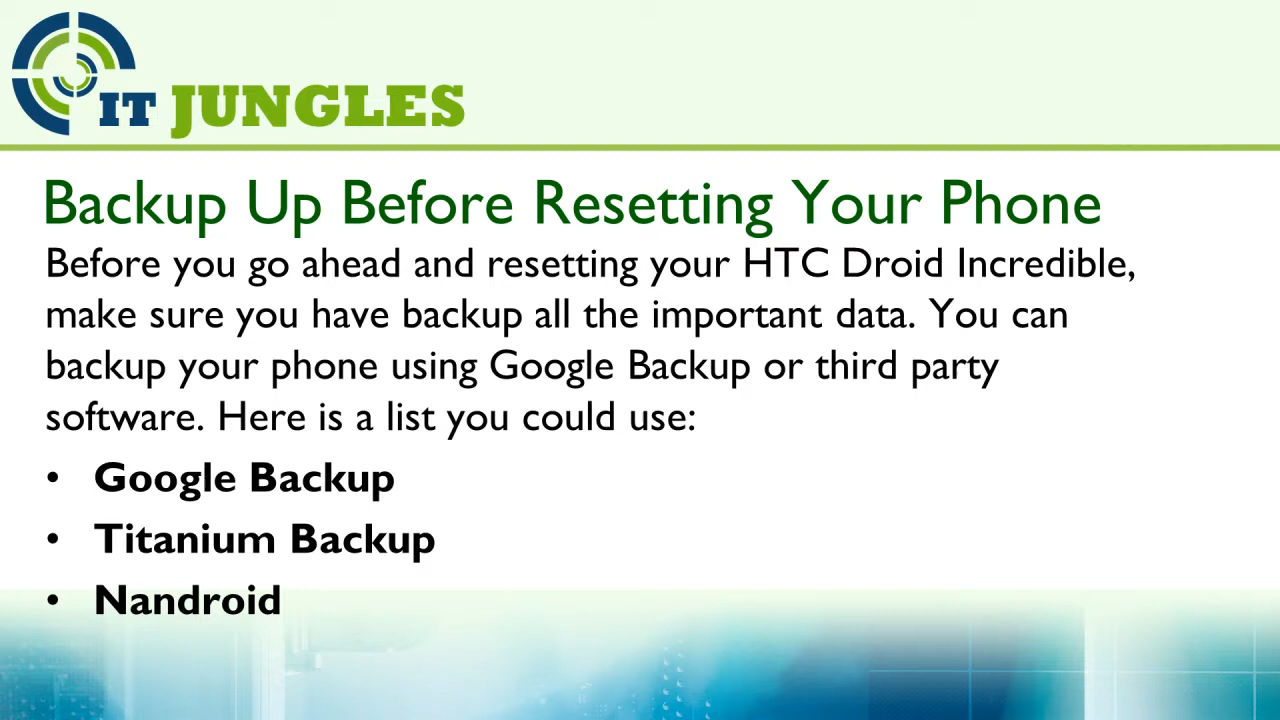 IT JUNGLES
Backup Up Before Resetting Your Phone
Before you go ahead and resetting your HTC Droid Incredible,
make sure you have backup all the important data. You can
backup your phone using Google Backup or third party
software. Here is a list you could use:
• Google Backup
• Titanium Backup
• Nandroid